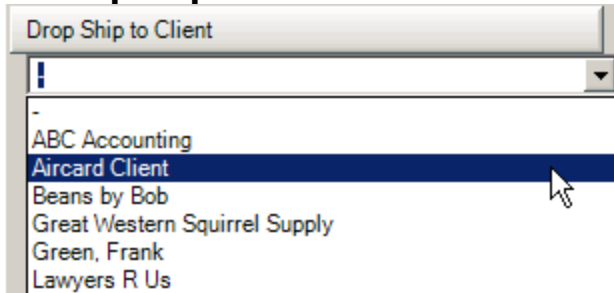 Drop Ship to Client
-
-
ABC Accounting
Aircard Client
Beans by Bob
Great Western Squirrel Supply
Green, Frank
Lawyers R Us